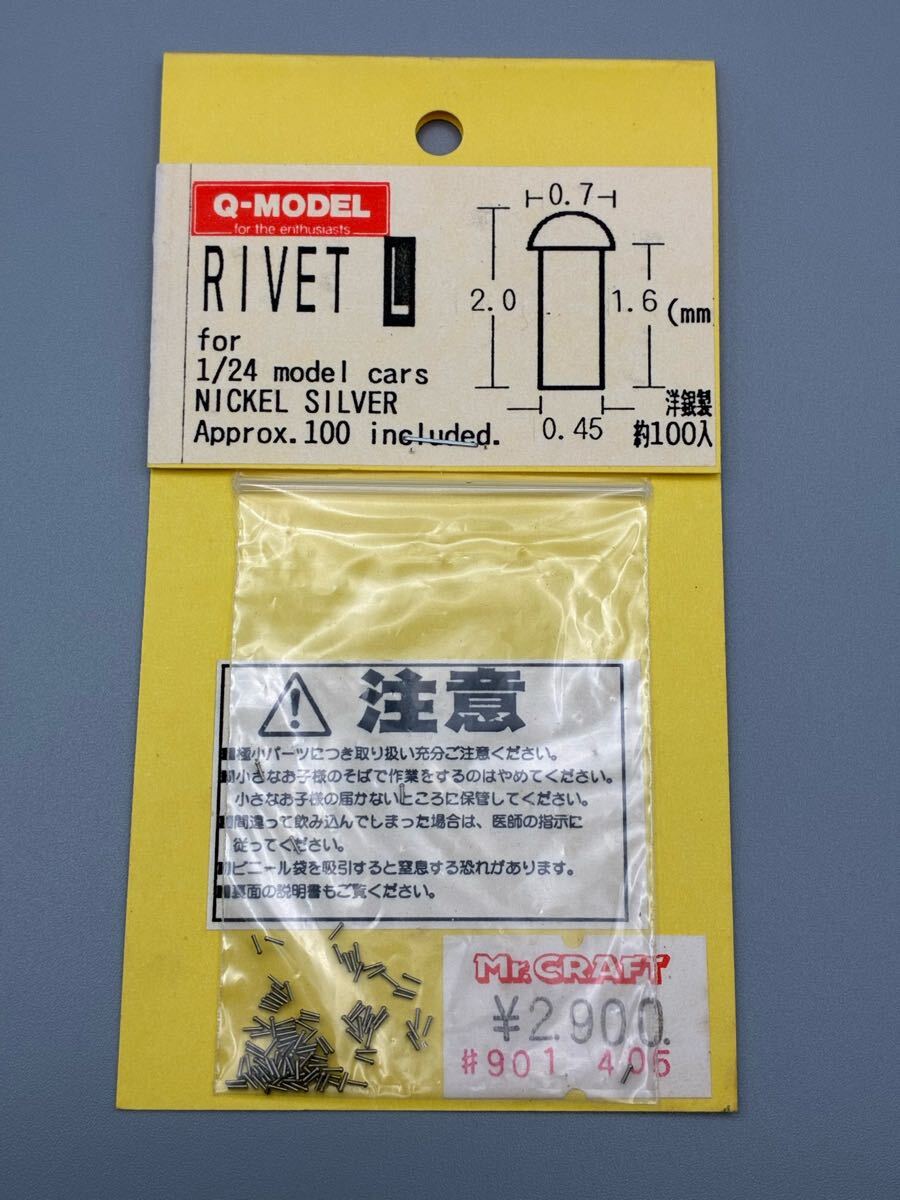 Q-MODEL
for the enthusiasts
RIVET L
for
1/24 model cars
NICKEL SILVER
Approx.100 included.
0.7
2.0
1.6
(mm
0.45
洋銀製
約100入
注意
■極小パーツにつき取り扱い充分ご注意ください。
■小さなお子様のそばで作業をするのはやめてください。
小さなお子様の届かないところに保管してください。
■間違って飲み込んでしまった場合は、医師の指示に
従ってください。
■ビニール袋を吸引すると窒息する恐れがあります。
■裏面の説明書もご覧ください。
Mr.CRAFT
¥2.900.
#901 405